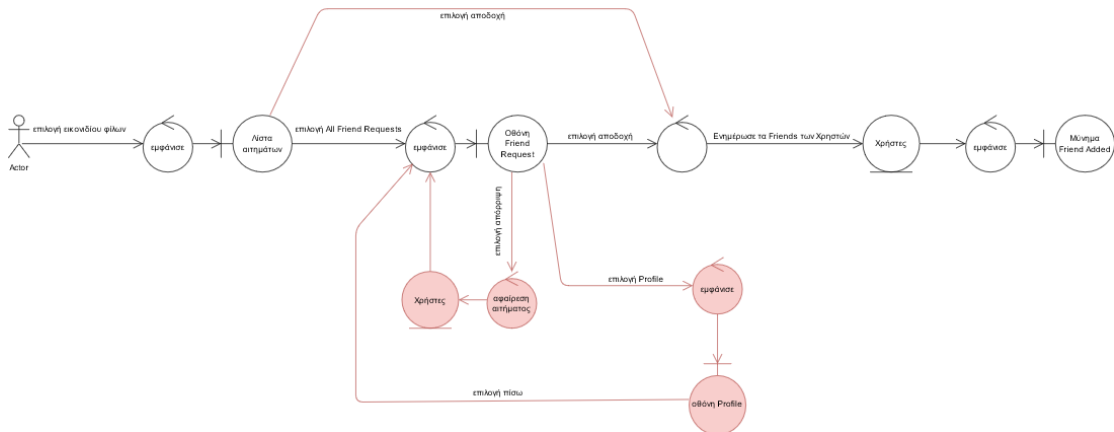 επιλογή αποδοχή
επιλογή εικονιδίου φίλων
Actor
εμφάνισε
Λίστα
αιτημάτων
επιλογή All Friend Requests
εμφάνισε
Οθόνη
Friend
Request
επιλογή αποδοχή
Ενημέρωσε τα Friends των Χρηστών
Χρήστες
εμφάνισε
Μύνημα
Friend Added
επιλογή απόρριψη
επιλογή Profile
Χρήστες
αφαίρεση
αιτήματος
εμφάνισε
επιλογή πίσω
οθόνη Profile